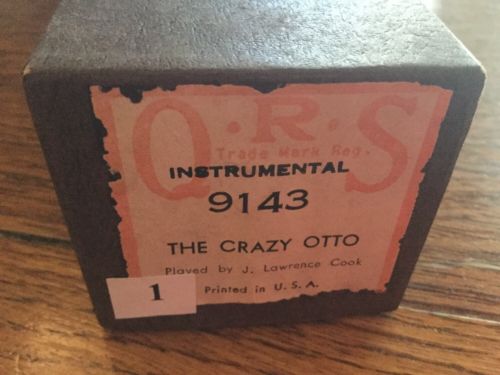 Q·R·S
Trade Mark Reg.
INSTRUMENTAL
9143
THE CRAZY OTTO
Played by J. Lawrence Cook
Printed in U. S. A.
1